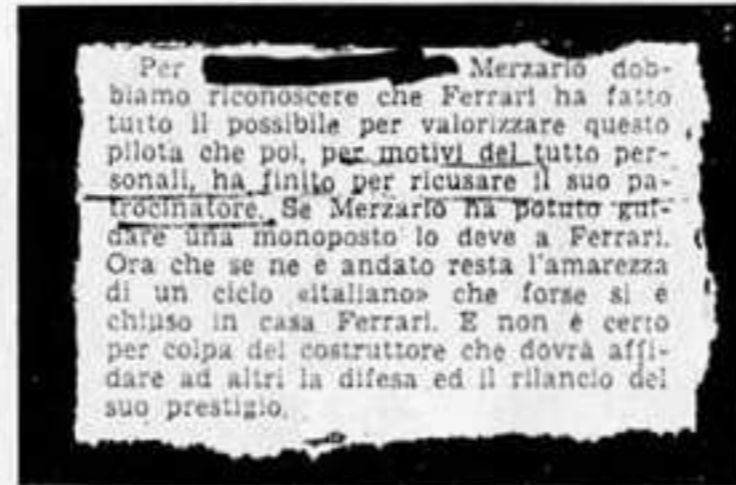 Per Merzario dob-
biamo riconoscere che Ferrari ha fatto
tutto il possibile per valorizzare questo
pilota che poi, per motivi del tutto per-
sonali, ha finito per ricusare il suo pa-
trocinatore. Se Merzario ha potuto gui-
dare una monoposto lo deve a Ferrari.
Ora che se ne è andato resta l'amarezza
di un ciclo «italiano» che forse si è
chiuso in casa Ferrari. E non è certo
per colpa del costruttore che dovrà affi-
dare ad altri la difesa ed il rilancio del
suo prestigio.